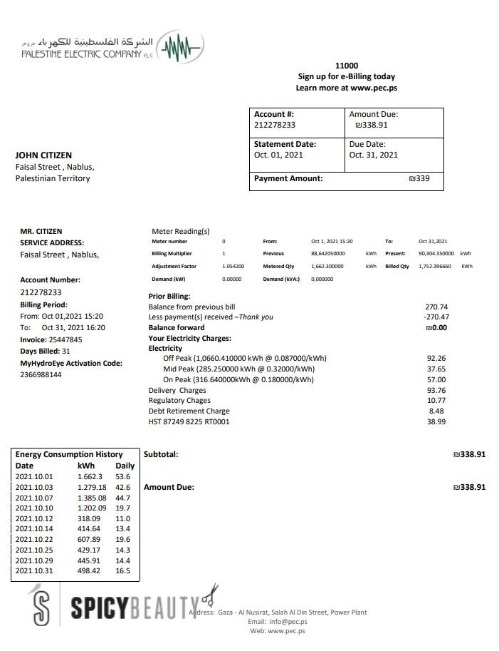 الشركة الفلسطينية للكهرباء م.ع.م
PALESTINE ELECTRIC COMPANY PLC
11000
Sign up for e-Billing today
Learn more at www.pec.ps
Account #:
212278233
Amount Due:
₪338.91
Statement Date:
Oct. 01, 2021
Due Date:
Oct. 31, 2021
Payment Amount: ₪339
JOHN CITIZEN
Faisal Street , Nablus,
Palestinian Territory
MR. CITIZEN
SERVICE ADDRESS:
Faisal Street , Nablus,
Account Number:
212278233
Billing Period:
From: Oct 01,2021 15:20
To: Oct 31, 2021 16:20
Invoice: 25447845
Days Billed: 31
MyHydroEye Activation Code:
2366988144
Meter Reading(s)
Meter number 0 From: Oct 1, 2021 15:20 To: Oct 31,2021
Billing Multiplier 1 Previous 88,642050000 kWh Present: 90,304.350000 kWh
Adjustment Factor 1.054200 Metered Qty 1,662.300000 kWh Billed Qty 1,752.396660 kWh
Demand (kW) 0.00000 Demand (kVA:) 0,000000
Prior Billing:
Balance from previous bill 270.74
Less payment(s) received –Thank you -270.47
Balance forward ₪0.00
Your Electricity Charges:
Electricity
Off Peak (1,0660.410000 kWh @ 0.087000/kWh) 92.26
Mid Peak (285.250000 kWh @ 0.32000/kWh) 37.65
On Peak (316.640000kWh @ 0.180000/kWh) 57.00
Delivery Charges 93.76
Regulatory Chages 10.77
Debt Retirement Charge 8.48
HST 87249 8225 RT0001 38.99
Energy Consumption History
Date kWh Daily
2021.10.01 1.662.3 53.6
2021.10.03 1.279.18 42.6
2021.10.07 1.385.08 44.7
2021.10.10 1.202.09 19.7
2021.10.12 318.09 11.0
2021.10.14 414.64 13.4
2021.10.22 607.89 19.6
2021.10.25 429.17 14.3
2021.10.29 445.91 14.4
2021.10.31 498.42 16.5
Subtotal: ₪338.91
Amount Due: ₪338.91
SPICYBEAUTY
Address: Gaza - Al Nusirat, Salah Al Din Street, Power Plant
Email: info@pec.ps
Web: www.pec.ps